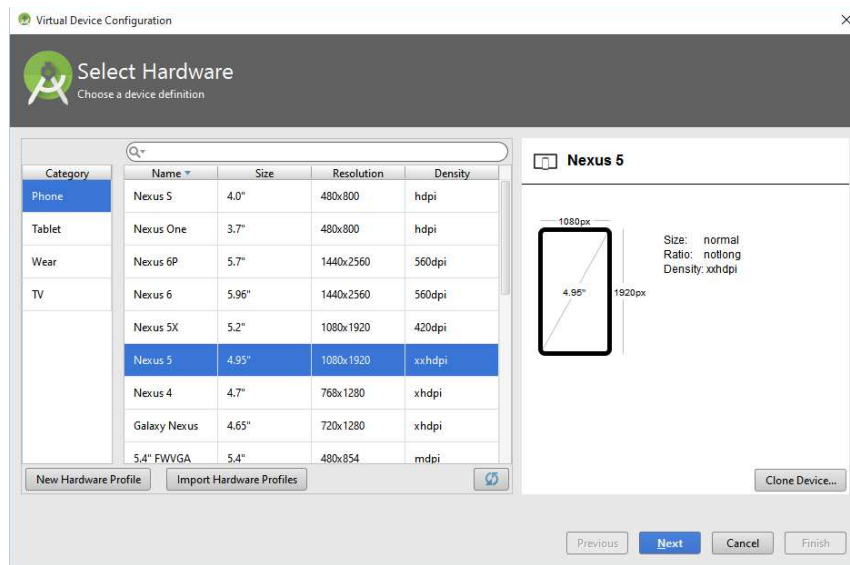 Virtual Device Configuration
Select Hardware
Choose a device definition
Category Name Size Resolution Density
Phone Nexus S 4.0" 480x800 hdpi
Tablet Nexus One 3.7" 480x800 hdpi
Wear Nexus 6P 5.7" 1440x2560 560dpi
TV Nexus 6 5.96" 1440x2560 560dpi
Nexus 5X 5.2" 1080x1920 420dpi
Nexus 5 4.95" 1080x1920 xxhdpi
Nexus 4 4.7" 768x1280 xhdpi
Galaxy Nexus 4.65" 720x1280 xhdpi
5.4" FWVGA 5.4" 480x854 mdpi
New Hardware Profile Import Hardware Profiles
Nexus 5
1080px
4.95" 1920px
Size: normal
Ratio: notlong
Density: xxhdpi
Clone Device...
Previous Next Cancel Finish